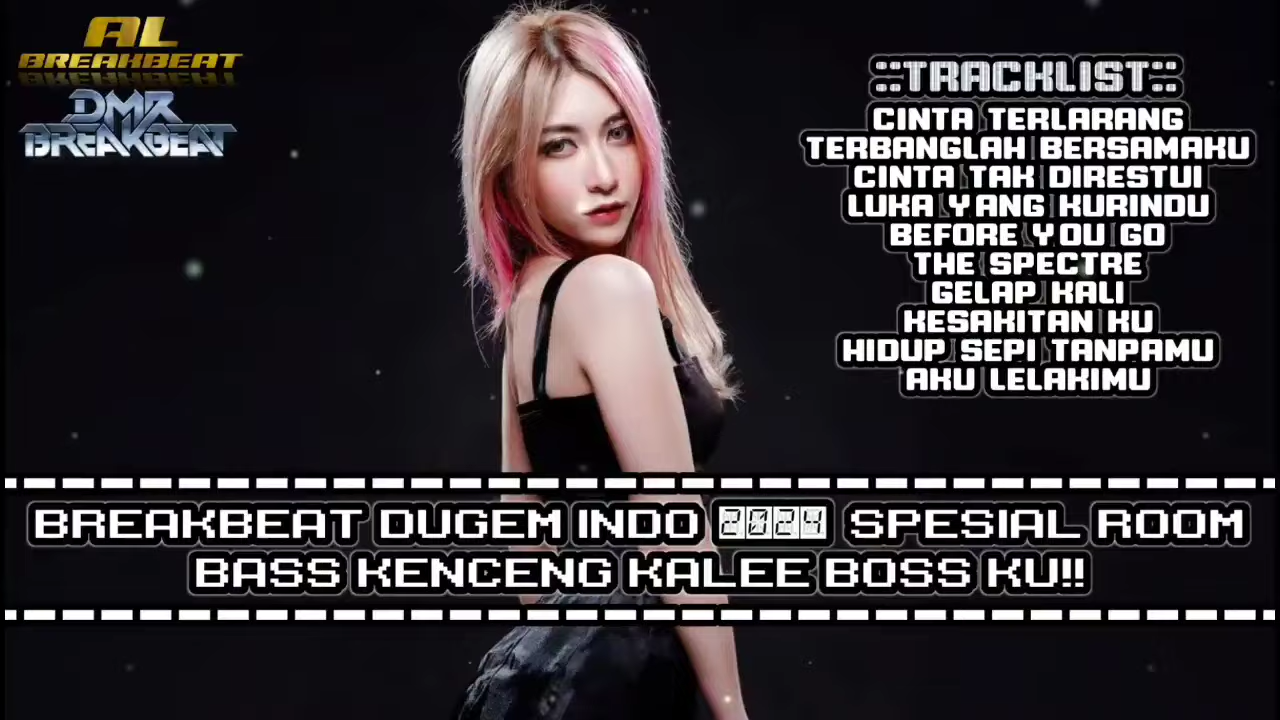 AL
BREAKBEAT
DMR
BREAKBEAT
::TRACKLIST::
CINTA TERLARANG
TERBANGLAH BERSAMAKU
CINTA TAK DIRESTUI
LUKA YANG KURINDU
BEFORE YOU GO
THE SPECTRE
GELAP KALI
KESAKITAN KU
HIDUP SEPI TANPAMU
AKU LELAKIMU
BREAKBEAT DUGEM INDO 2024 SPESIAL ROOM
BASS KENCENG KALEE BOSS KU!!